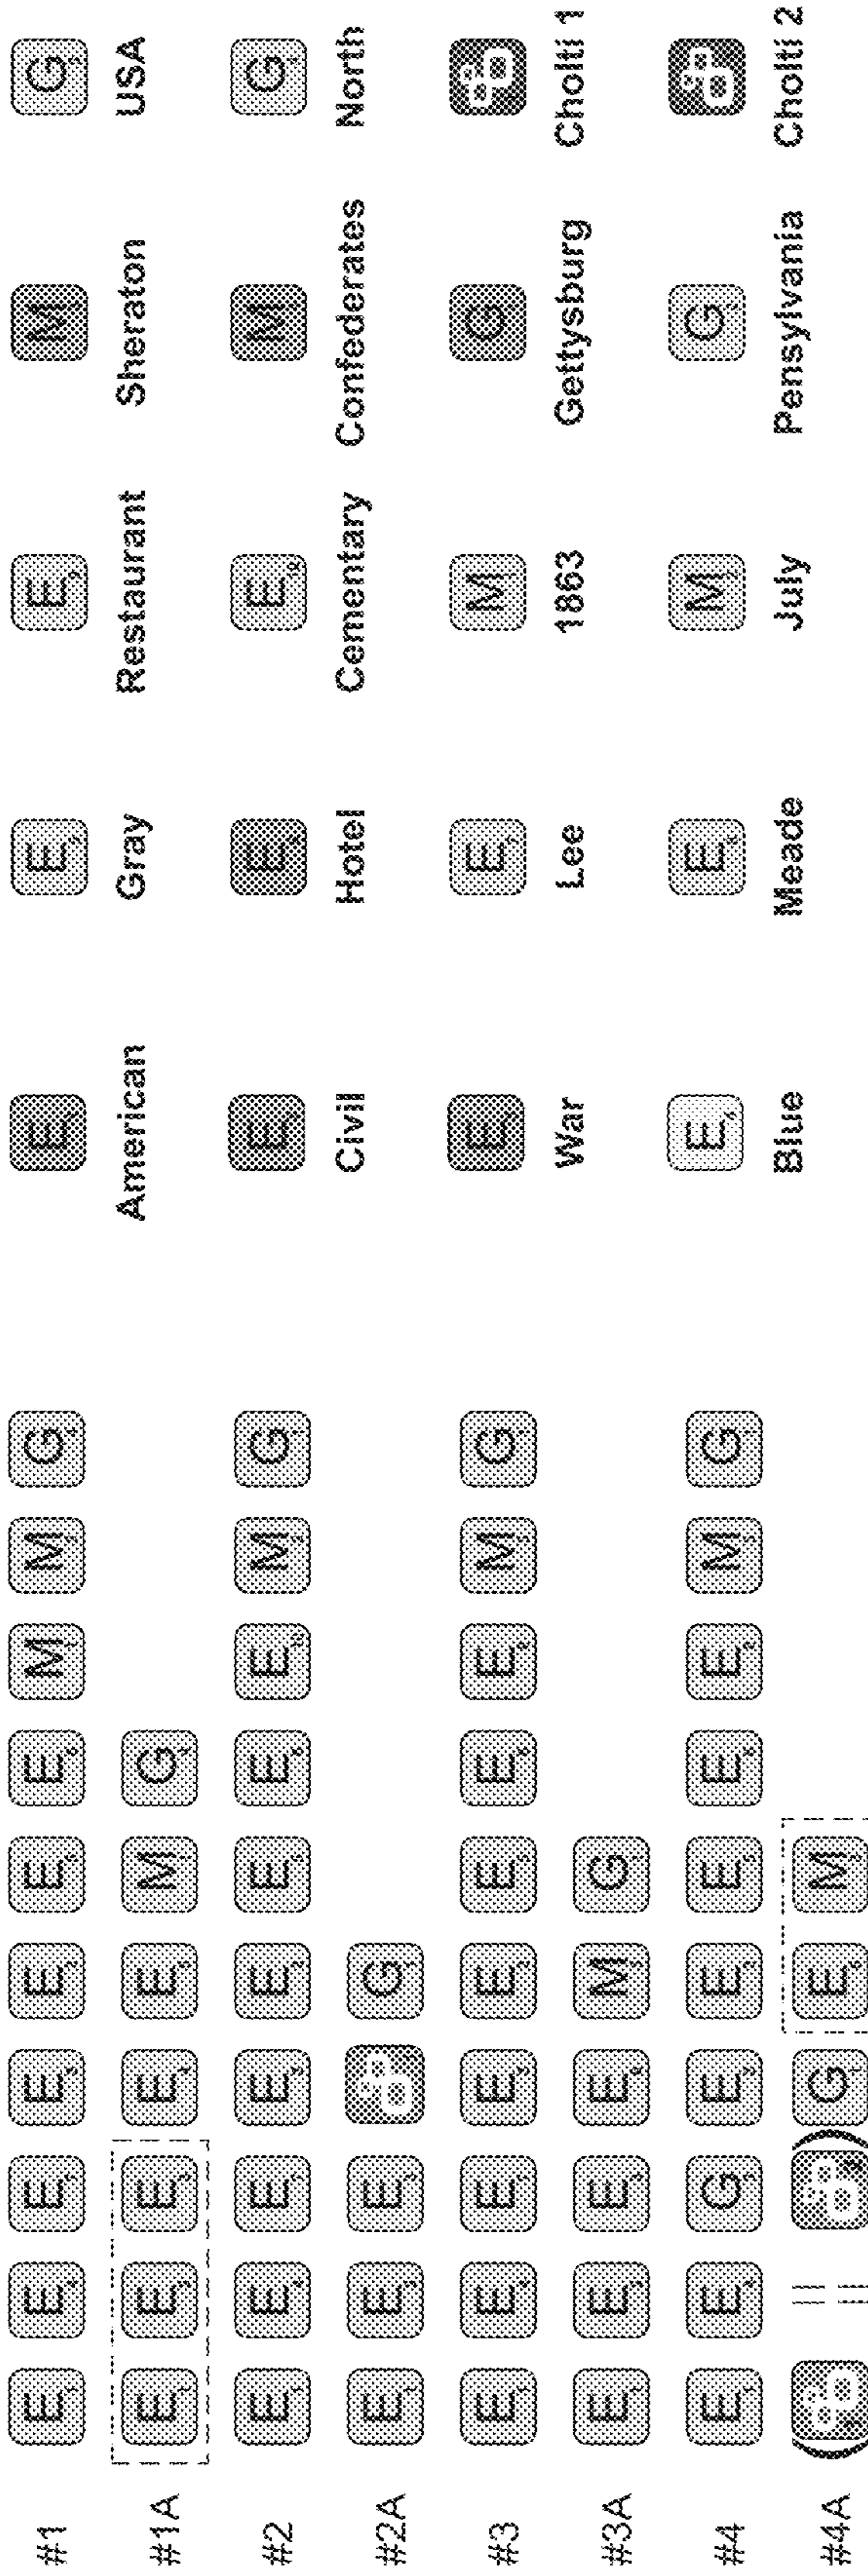 #1 E E E E E E E M M G
#1A E E E E E M G
#2 E E E E E E E E M G
#2A E E E G
#3 E E E E E E E E M G
#3A E E E E M G
#4 E E G E E E E E M G
#4A ( = ) G E M
E E E M G
American Gray Restaurant Sheraton USA
E E E M G
Civil Hotel Cementary Confederates North
E E M G
War Lee 1863 Gettysburg Cholti 1
E E M G
Blue Meade July Pensylvania Cholti 2